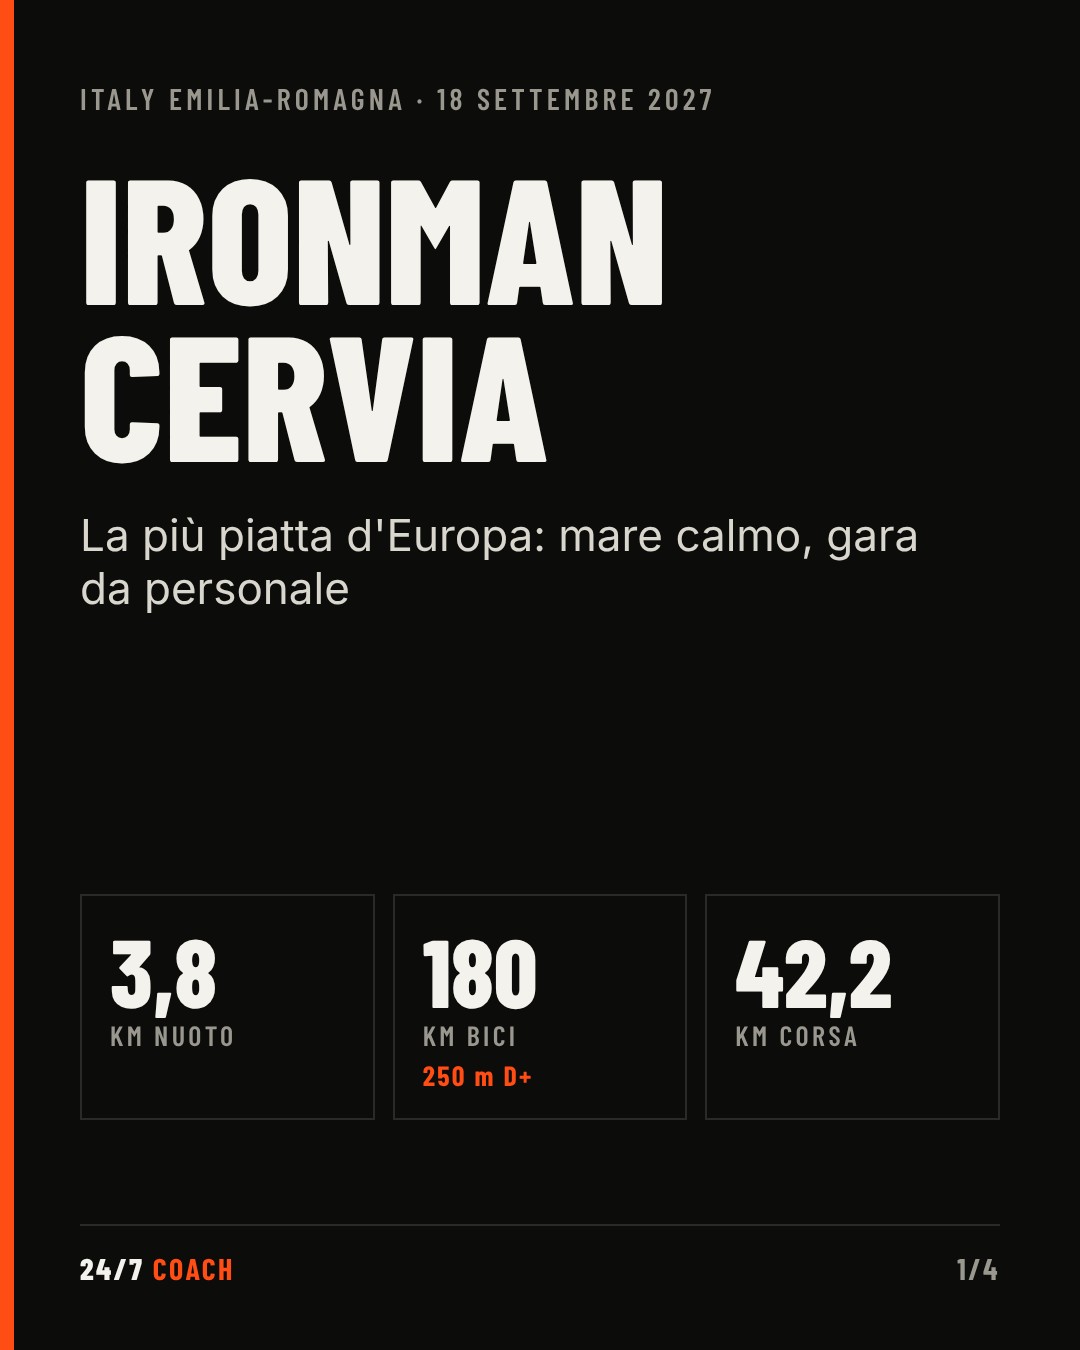 ITALY EMILIA-ROMAGNA · 18 SETTEMBRE 2027
IRONMAN
CERVIA
La più piatta d'Europa: mare calmo, gara
da personale
3,8
KM NUOTO
180
KM BICI
250 m D+
42,2
KM CORSA
24/7 COACH
1/4